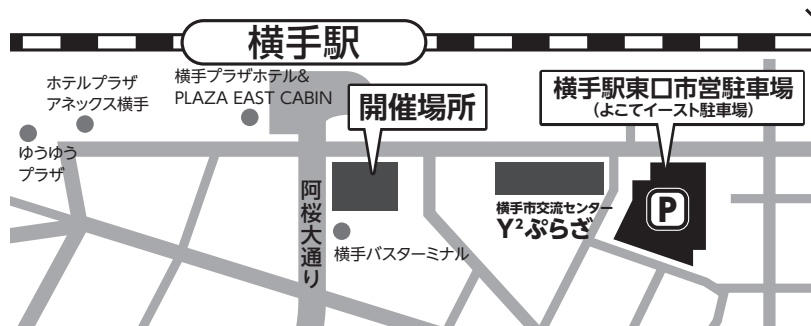 横手駅
ホテルプラザ
アネックス横手
横手プラザホテル&
PLAZA EAST CABIN
開催場所
横手駅東口市営駐車場
(よこてイースト駐車場)
ゆうゆう
プラザ
阿桜大通り
横手バスターミナル
横手市交流センター
Y²ぷらざ
P